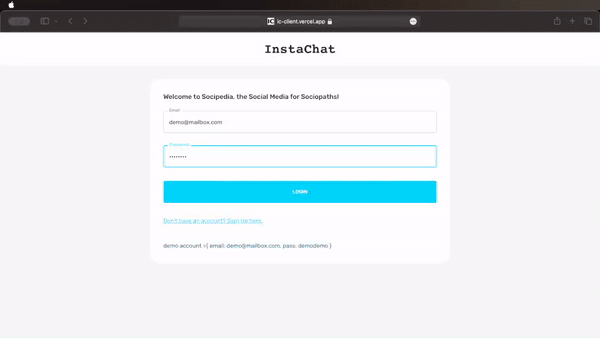 IC ic-client.vercel.app
InstaChat
Welcome to Socipedia, the Social Media for Sociopaths!
Email
demo@mailbox.com
Password
••••••••
LOGIN
Don't have an account? Sign Up here.
demo account ={ email: demo@mailbox.com, pass: demodemo }